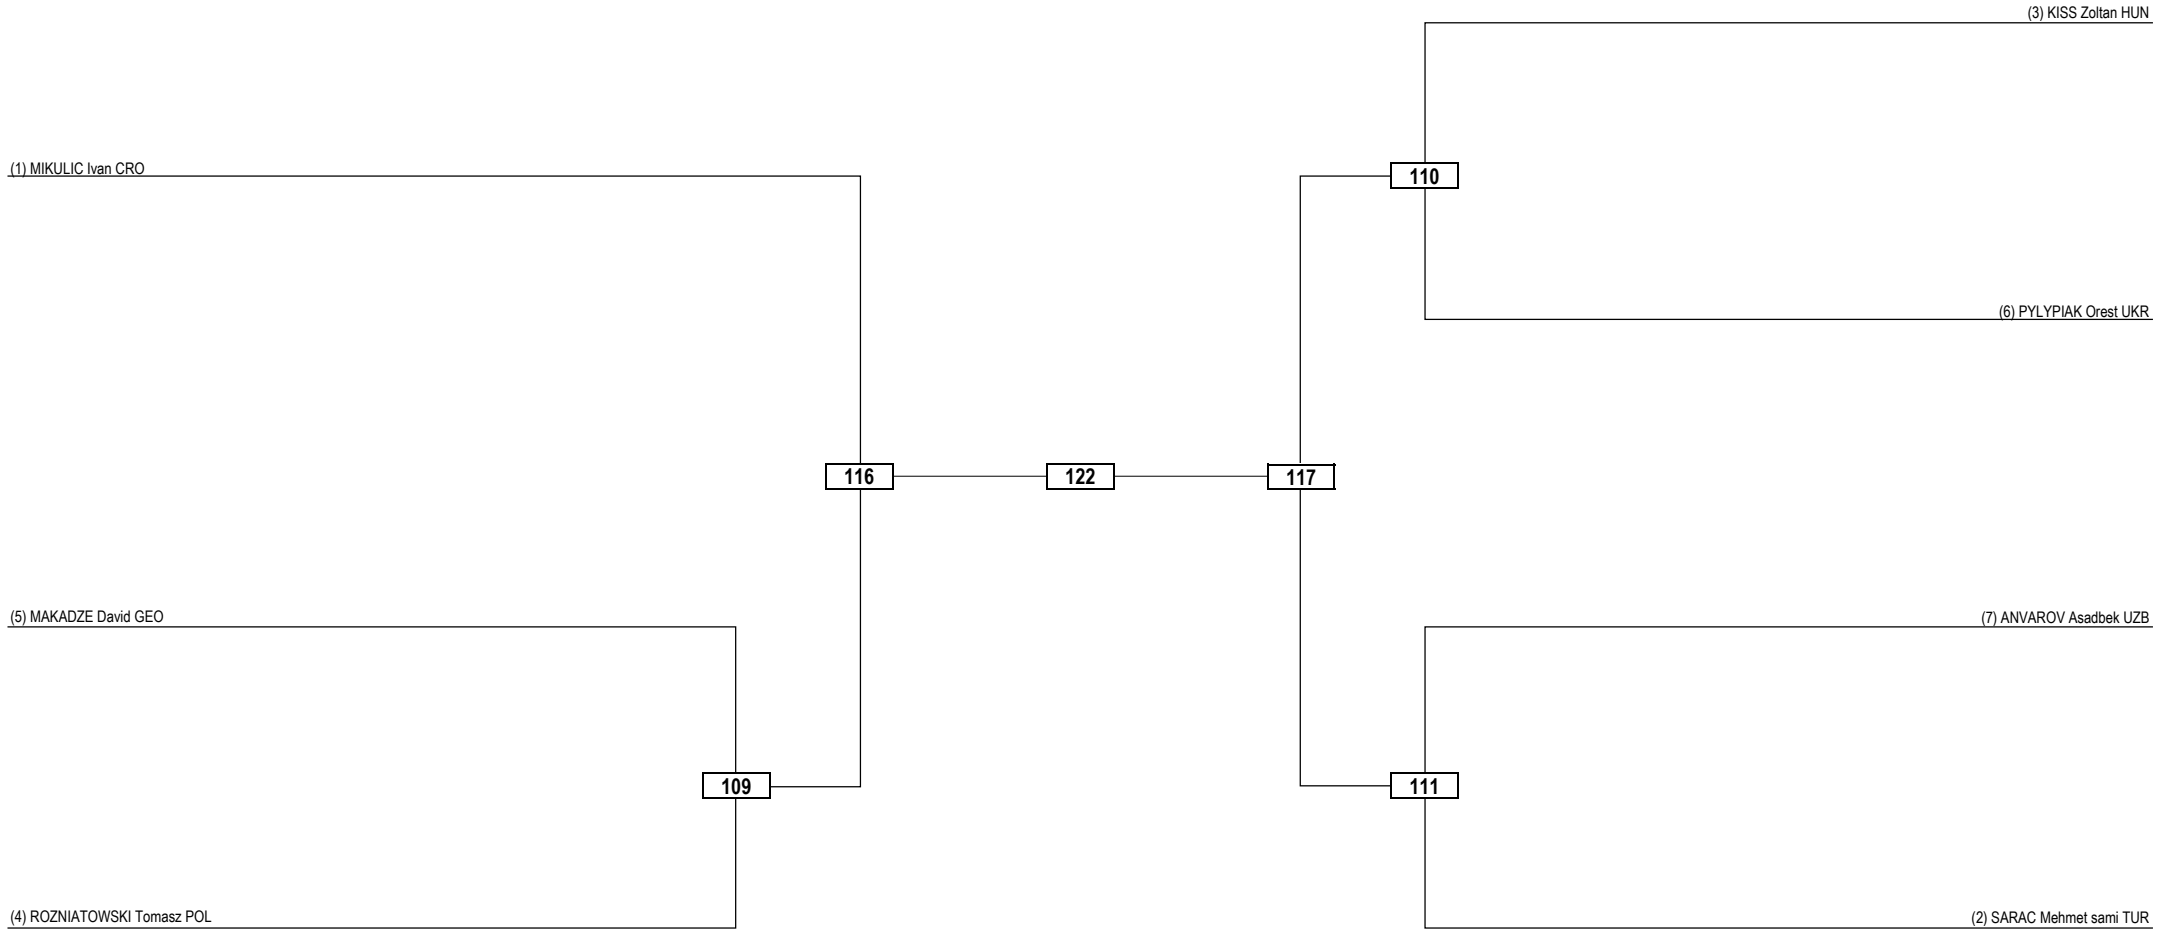 (3) KISS Zoltan HUN
(1) MIKULIC Ivan CRO
110
(6) PYLYPIAK Orest UKR
116
122
117
(5) MAKADZE David GEO
(7) ANVAROV Asadbek UZB
109
111
(4) ROZNIATOWSKI Tomasz POL
(2) SARAC Mehmet sami TUR